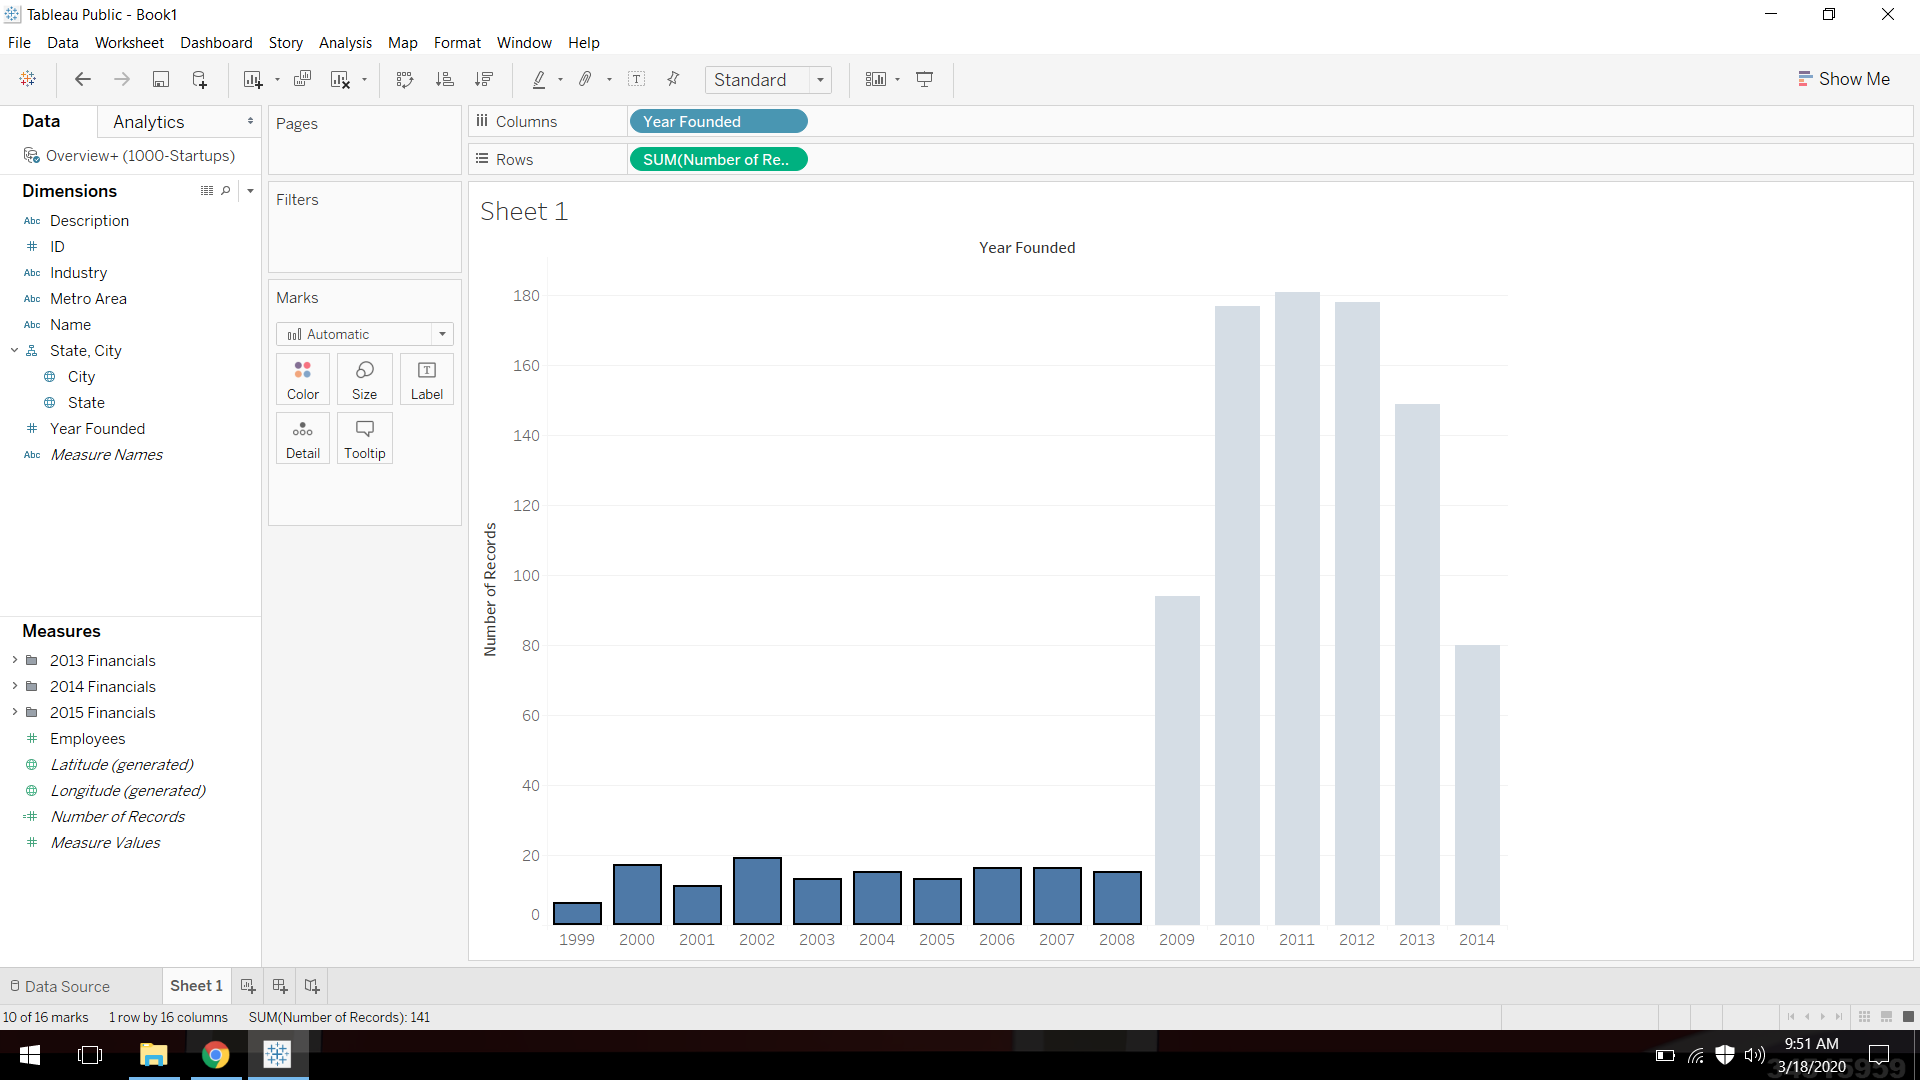 Tableau Public - Book1
File Data Worksheet Dashboard Story Analysis Map Format Window Help
Standard
Show Me
Data Analytics
Overview+ (1000-Startups)
Dimensions
Abc Description
ID
Abc Industry
Abc Metro Area
Abc Name
State, City
City
State
Year Founded
Abc Measure Names
Measures
2013 Financials
2014 Financials
2015 Financials
Employees
Latitude (generated)
Longitude (generated)
Number of Records
Measure Values
Pages
Filters
Marks
Automatic
Color Size T Label
Detail Tooltip
Columns Year Founded
Rows SUM(Number of Re..
Sheet 1
Year Founded
Number of Records
180
160
140
120
100
80
60
40
20
0
1999 2000 2001 2002 2003 2004 2005 2006 2007 2008 2009 2010 2011 2012 2013 2014
Data Source Sheet 1
10 of 16 marks 1 row by 16 columns SUM(Number of Records): 141
9:51 AM
3/18/2020